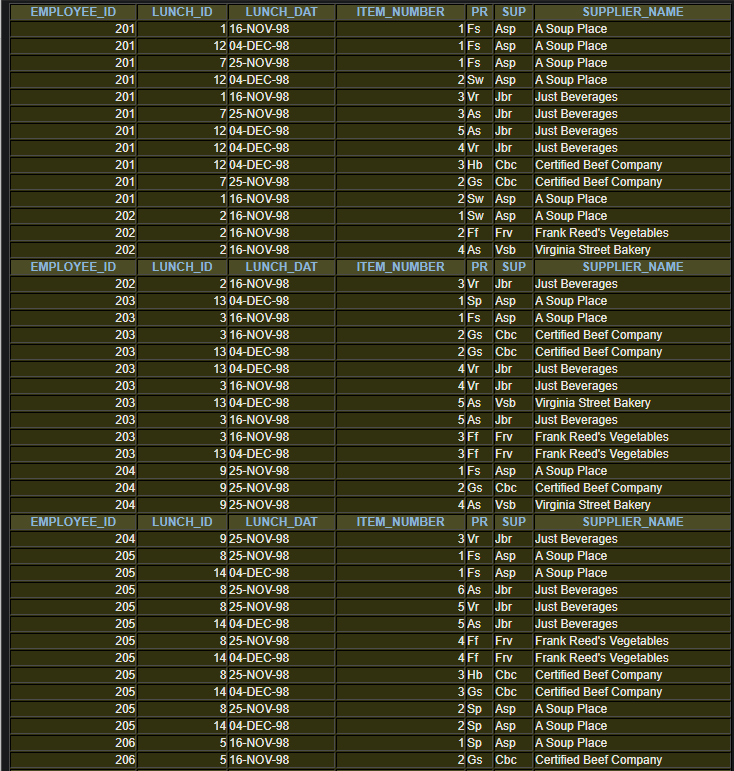 EMPLOYEE_ID LUNCH_ID LUNCH_DAT ITEM_NUMBER PR SUP SUPPLIER_NAME
201 1 16-NOV-98 1 Fs Asp A Soup Place
201 12 04-DEC-98 1 Fs Asp A Soup Place
201 7 25-NOV-98 1 Fs Asp A Soup Place
201 12 04-DEC-98 2 Sw Asp A Soup Place
201 1 16-NOV-98 3 Vr Jbr Just Beverages
201 7 25-NOV-98 3 As Jbr Just Beverages
201 12 04-DEC-98 5 As Jbr Just Beverages
201 12 04-DEC-98 4 Vr Jbr Just Beverages
201 12 04-DEC-98 3 Hb Cbc Certified Beef Company
201 7 25-NOV-98 2 Gs Cbc Certified Beef Company
201 1 16-NOV-98 2 Sw Asp A Soup Place
202 2 16-NOV-98 1 Sw Asp A Soup Place
202 2 16-NOV-98 2 Ff Frv Frank Reed's Vegetables
202 2 16-NOV-98 4 As Vsb Virginia Street Bakery
EMPLOYEE_ID LUNCH_ID LUNCH_DAT ITEM_NUMBER PR SUP SUPPLIER_NAME
202 2 16-NOV-98 3 Vr Jbr Just Beverages
203 13 04-DEC-98 1 Sp Asp A Soup Place
203 3 16-NOV-98 1 Fs Asp A Soup Place
203 3 16-NOV-98 2 Gs Cbc Certified Beef Company
203 13 04-DEC-98 2 Gs Cbc Certified Beef Company
203 13 04-DEC-98 4 Vr Jbr Just Beverages
203 3 16-NOV-98 4 Vr Jbr Just Beverages
203 13 04-DEC-98 5 As Vsb Virginia Street Bakery
203 3 16-NOV-98 5 As Jbr Just Beverages
203 3 16-NOV-98 3 Ff Frv Frank Reed's Vegetables
203 13 04-DEC-98 3 Ff Frv Frank Reed's Vegetables
204 9 25-NOV-98 1 Fs Asp A Soup Place
204 9 25-NOV-98 2 Gs Cbc Certified Beef Company
204 9 25-NOV-98 4 As Vsb Virginia Street Bakery
EMPLOYEE_ID LUNCH_ID LUNCH_DAT ITEM_NUMBER PR SUP SUPPLIER_NAME
204 9 25-NOV-98 3 Vr Jbr Just Beverages
205 8 25-NOV-98 1 Fs Asp A Soup Place
205 14 04-DEC-98 1 Fs Asp A Soup Place
205 8 25-NOV-98 6 As Jbr Just Beverages
205 8 25-NOV-98 5 Vr Jbr Just Beverages
205 14 04-DEC-98 5 As Jbr Just Beverages
205 8 25-NOV-98 4 Ff Frv Frank Reed's Vegetables
205 14 04-DEC-98 4 Ff Frv Frank Reed's Vegetables
205 8 25-NOV-98 3 Hb Cbc Certified Beef Company
205 14 04-DEC-98 3 Gs Cbc Certified Beef Company
205 8 25-NOV-98 2 Sp Asp A Soup Place
205 14 04-DEC-98 2 Sp Asp A Soup Place
206 5 16-NOV-98 1 Sp Asp A Soup Place
206 5 16-NOV-98 2 Gs Cbc Certified Beef Company